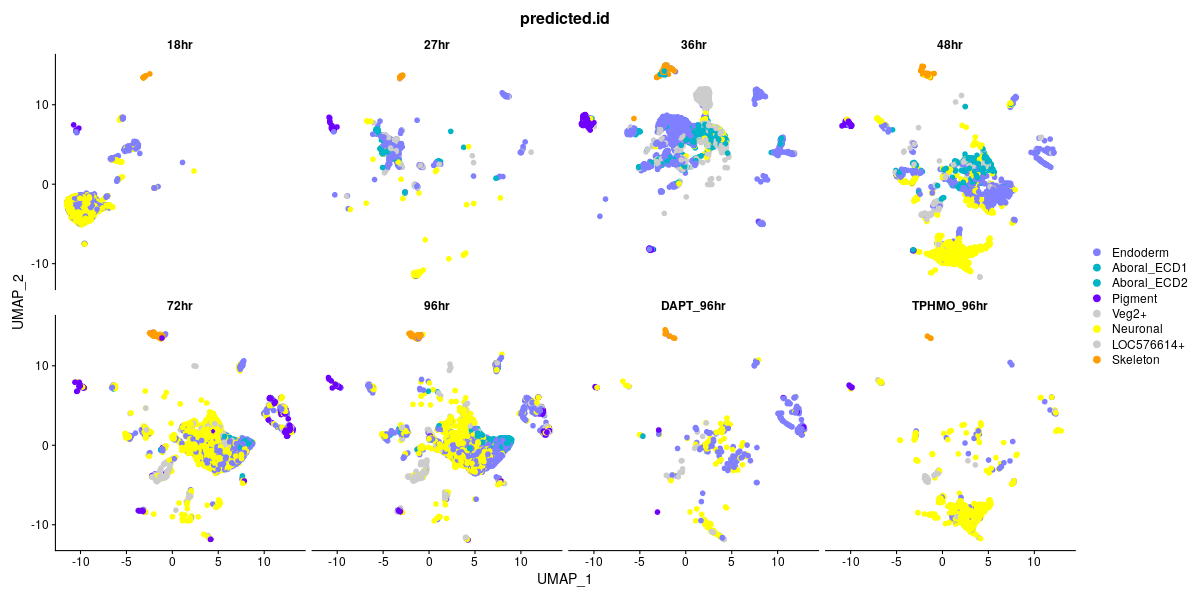 predicted.id
18hr 27hr 36hr 48hr
10
0
-10
72hr 96hr DAPT_96hr TPHMO_96hr
10
0
-10
-10 -5 0 5 10 -10 -5 0 5 10 -10 -5 0 5 10 -10 -5 0 5 10
UMAP_2
UMAP_1
Endoderm
Aboral_ECD1
Aboral_ECD2
Pigment
Veg2+
Neuronal
LOC576614+
Skeleton